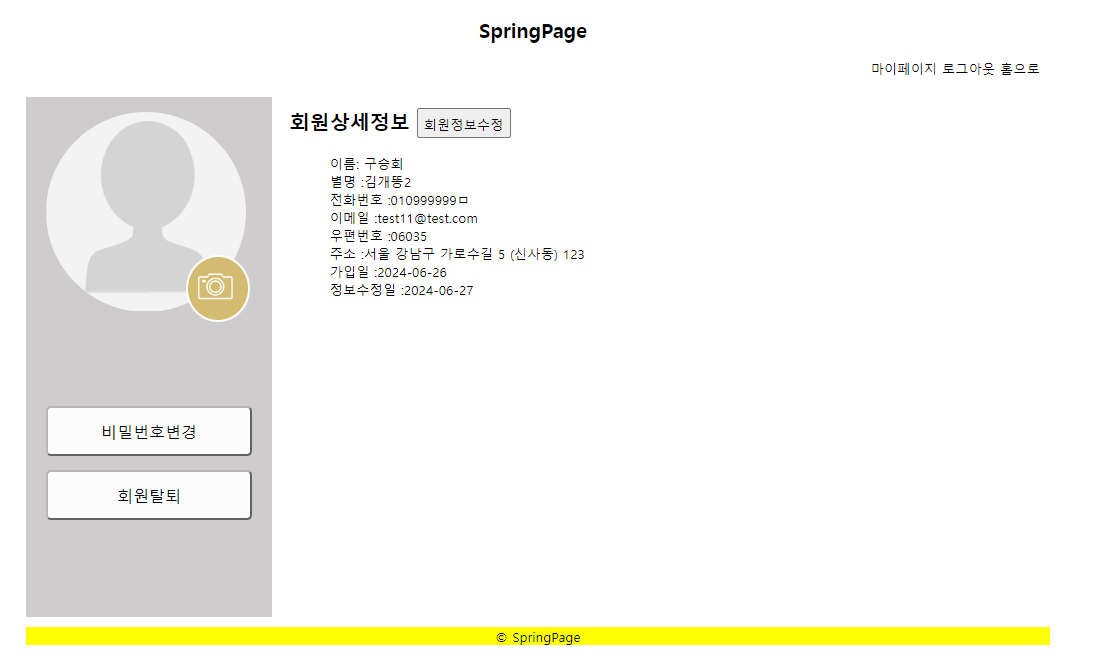 SpringPage
마이페이지 로그아웃 홈으로
회원상세정보 회원정보수정
이름: 구승회
별명 :김개똥2
전화번호 :010999999ㅁ
이메일 :test11@test.com
우편번호 :06035
주소 :서울 강남구 가로수길 5 (신사동) 123
가입일 :2024-06-26
정보수정일 :2024-06-27
비밀번호변경
회원탈퇴
© SpringPage